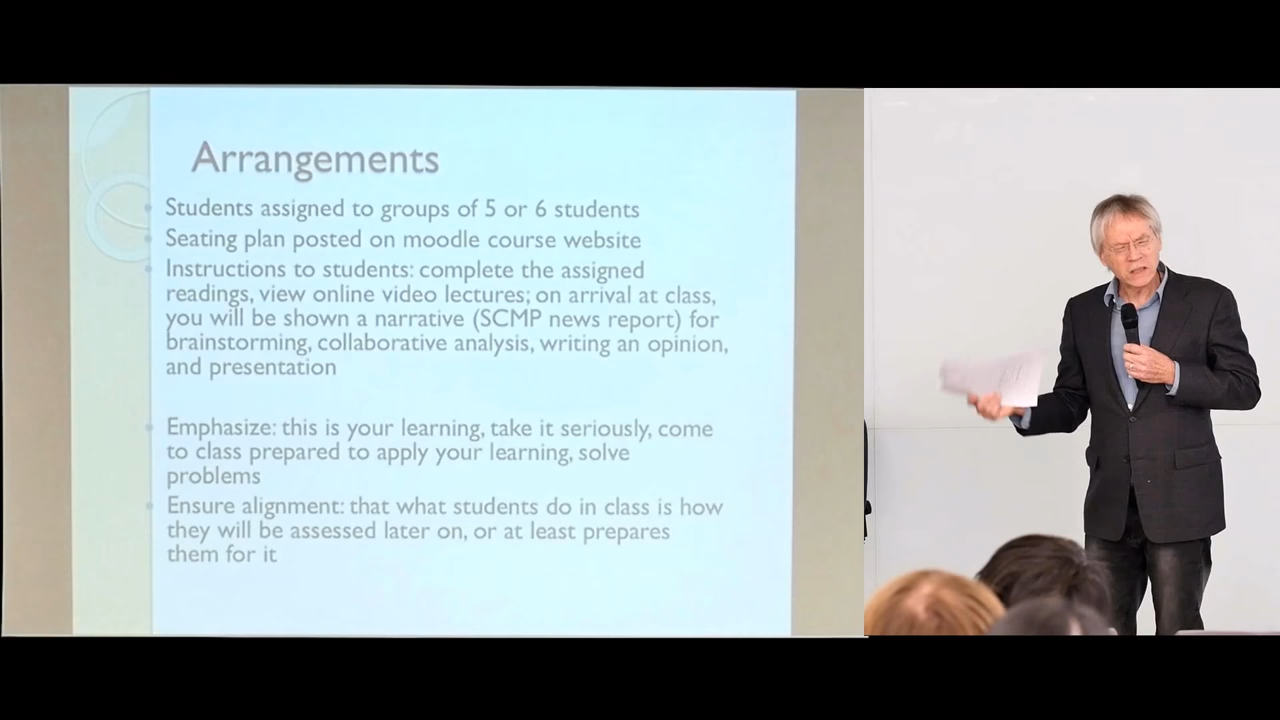 Arrangements
Students assigned to groups of 5 or 6 students
Seating plan posted on moodle course website
Instructions to students: complete the assigned
readings, view online video lectures; on arrival at class,
you will be shown a narrative (SCMP news report) for
brainstorming, collaborative analysis, writing an opinion,
and presentation
Emphasize: this is your learning, take it seriously, come
to class prepared to apply your learning, solve
problems
Ensure alignment: that what students do in class is how
they will be assessed later on, or at least prepares
them for it